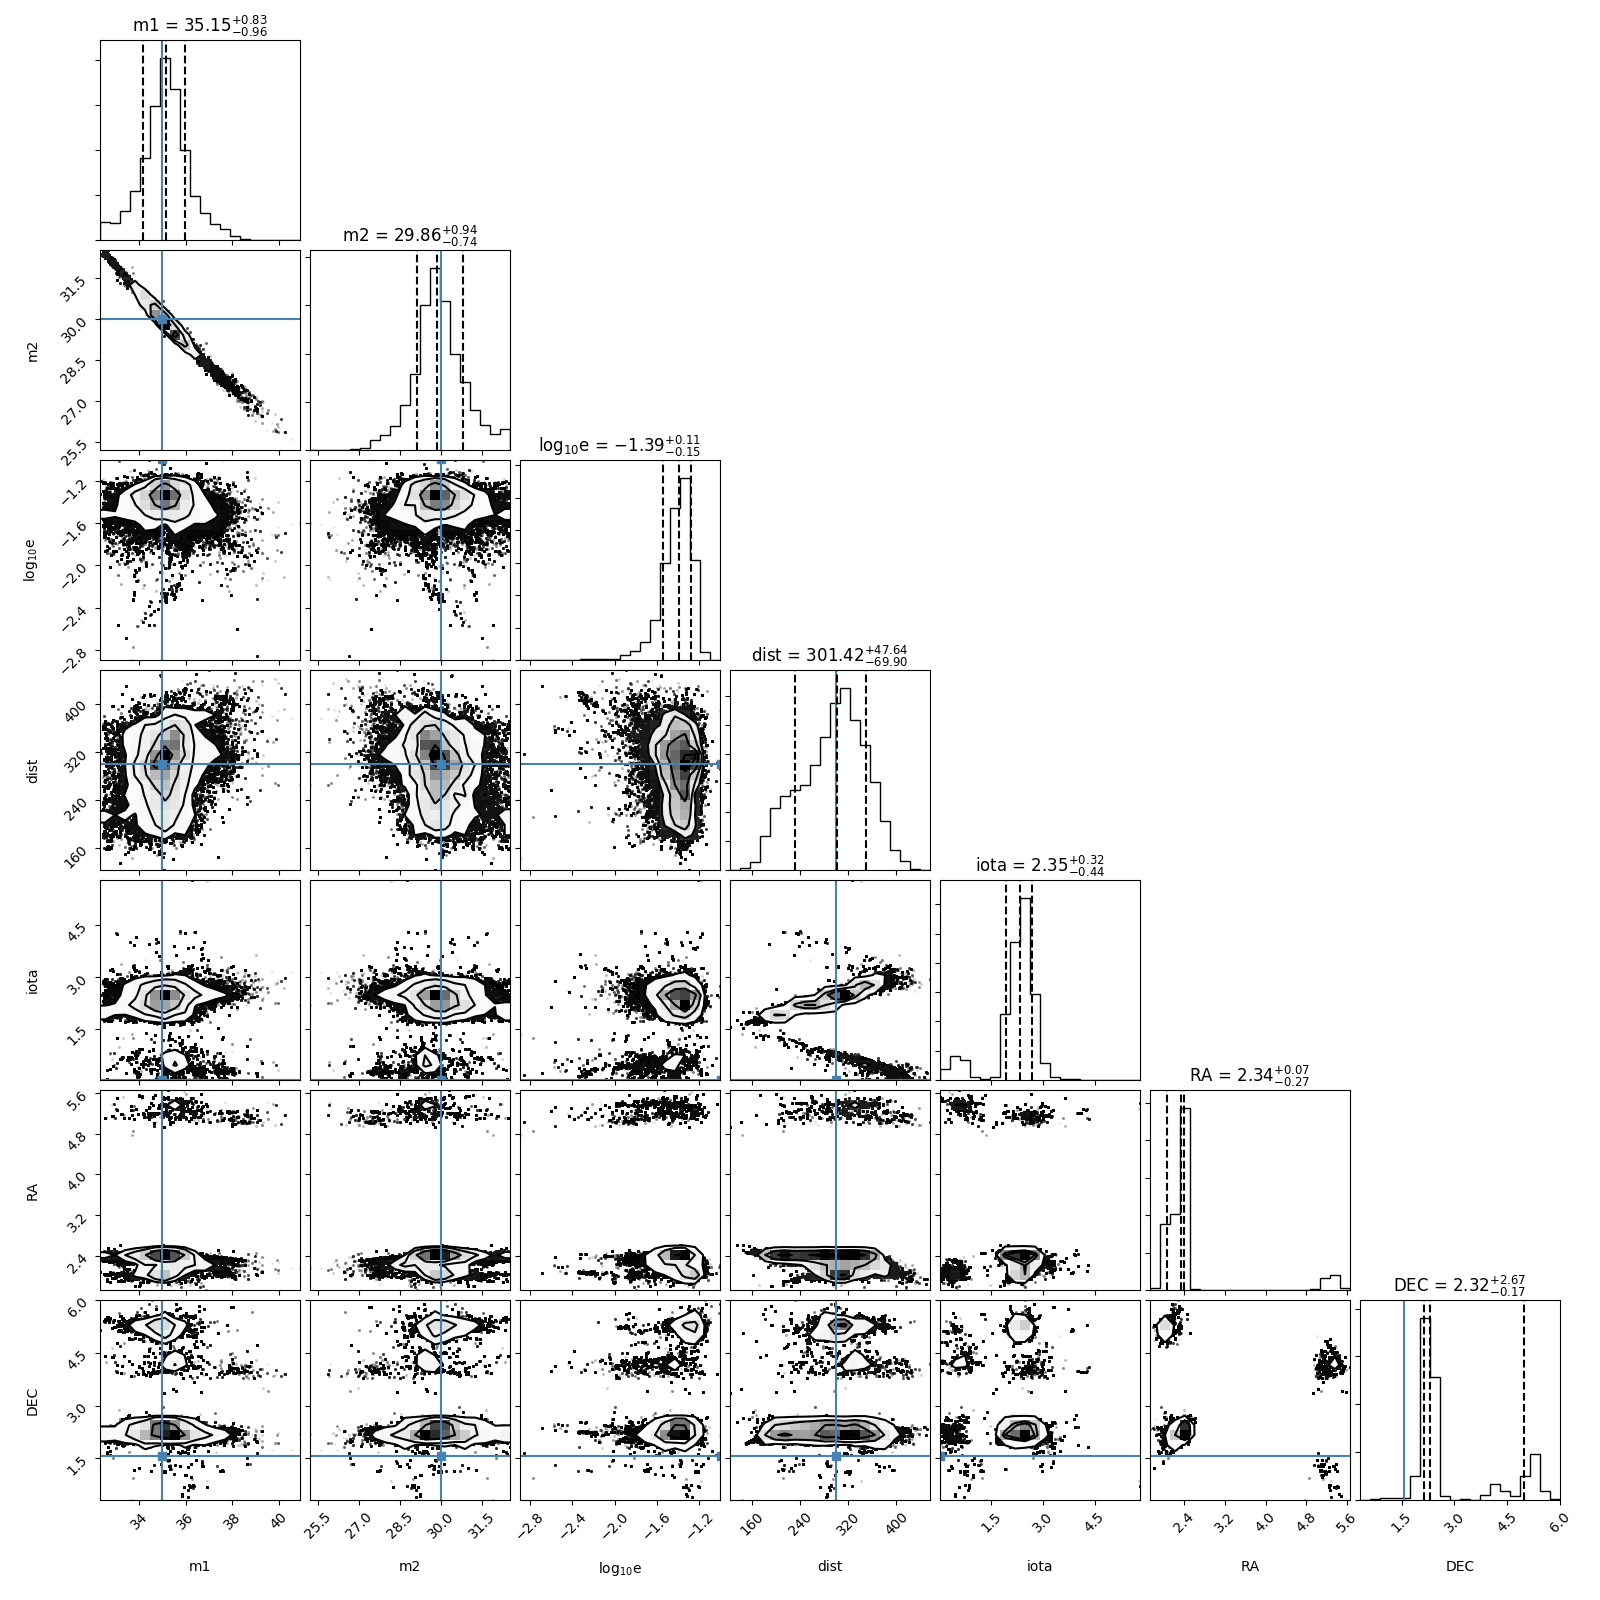 m1 = 35.15+0.83−0.96
m2 = 29.86+0.94−0.74
log10e = −1.39+0.11−0.15
dist = 301.42+47.64−69.90
iota = 2.35+0.32−0.44
RA = 2.34+0.07−0.27
DEC = 2.32+2.67−0.17
m2
31.5
30.0
28.5
27.0
25.5
log10e
−1.2
−1.6
−2.0
−2.4
−2.8
dist
400
320
240
160
iota
4.5
3.0
1.5
RA
5.6
4.8
4.0
3.2
2.4
DEC
6.0
4.5
3.0
1.5
34 36 38 40
25.5 27.0 28.5 30.0 31.5
−2.8 −2.4 −2.0 −1.6 −1.2
160 240 320 400
1.5 3.0 4.5
2.4 3.2 4.0 4.8 5.6
1.5 3.0 4.5 6.0
m1 m2 log10e dist iota RA DEC